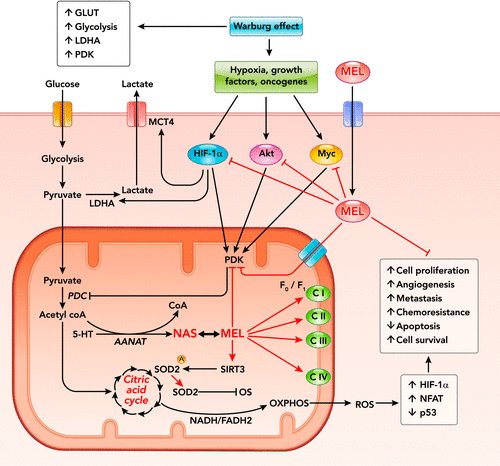 ↑ GLUT
↑ Glycolysis
↑ LDHA
↑ PDK
Warburg effect
Hypoxia, growth
factors, oncogenes
MEL
Glucose
Lactate
MCT4
HIF-1α
Akt
Myc
Glycolysis
Pyruvate
LDHA
Lactate
MEL
PDK
F0 / F1
Pyruvate
PDC
Acetyl coA
CoA
5-HT
AANAT
NAS
MEL
C I
C II
C III
C IV
↑ Cell proliferation
↑ Angiogenesis
↑ Metastasis
↑ Chemoresistance
↓ Apoptosis
↑ Cell survival
A
SOD2
SIRT3
Citric
acid
cycle
SOD2
OS
NADH/FADH2
OXPHOS
ROS
↑ HIF-1α
↑ NFAT
↓ p53